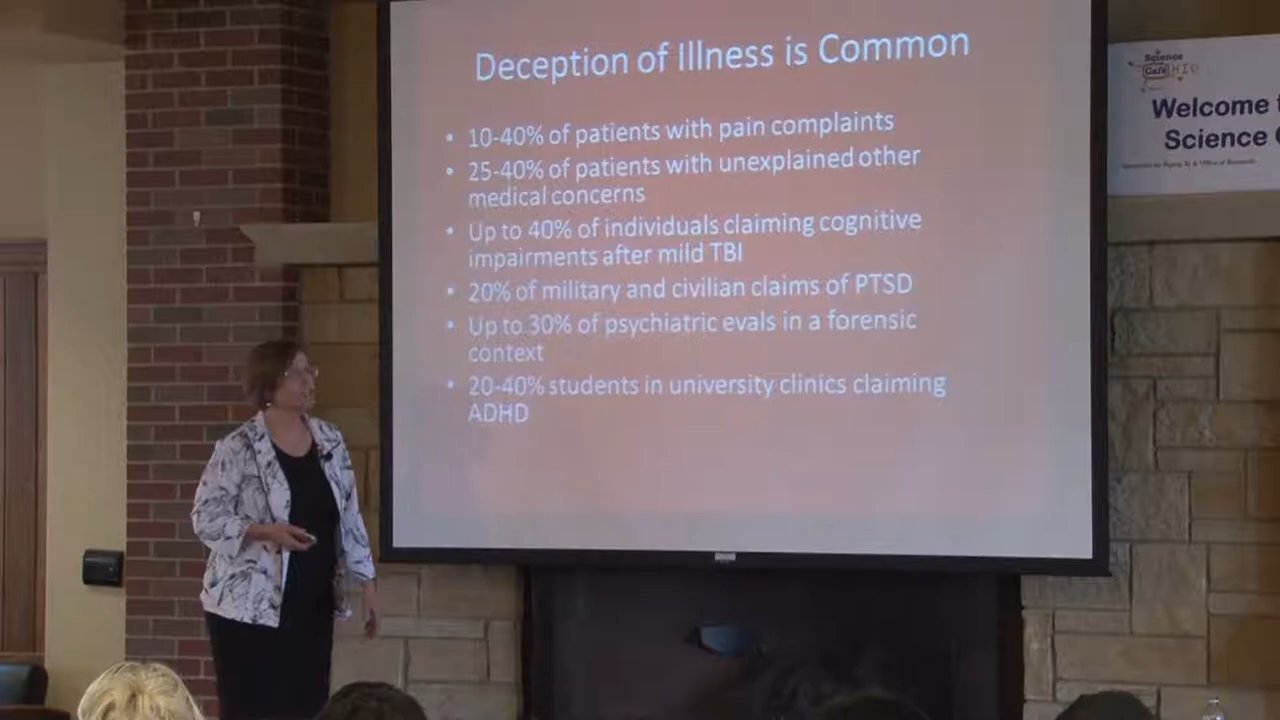 Deception of Illness is Common
• 10-40% of patients with pain complaints
• 25-40% of patients with unexplained other
medical concerns
• Up to 40% of individuals claiming cognitive
impairments after mild TBI
• 20% of military and civilian claims of PTSD
• Up to 30% of psychiatric evals in a forensic
context
• 20-40% students in university clinics claiming
ADHD
Science
Café
Welcome
Science